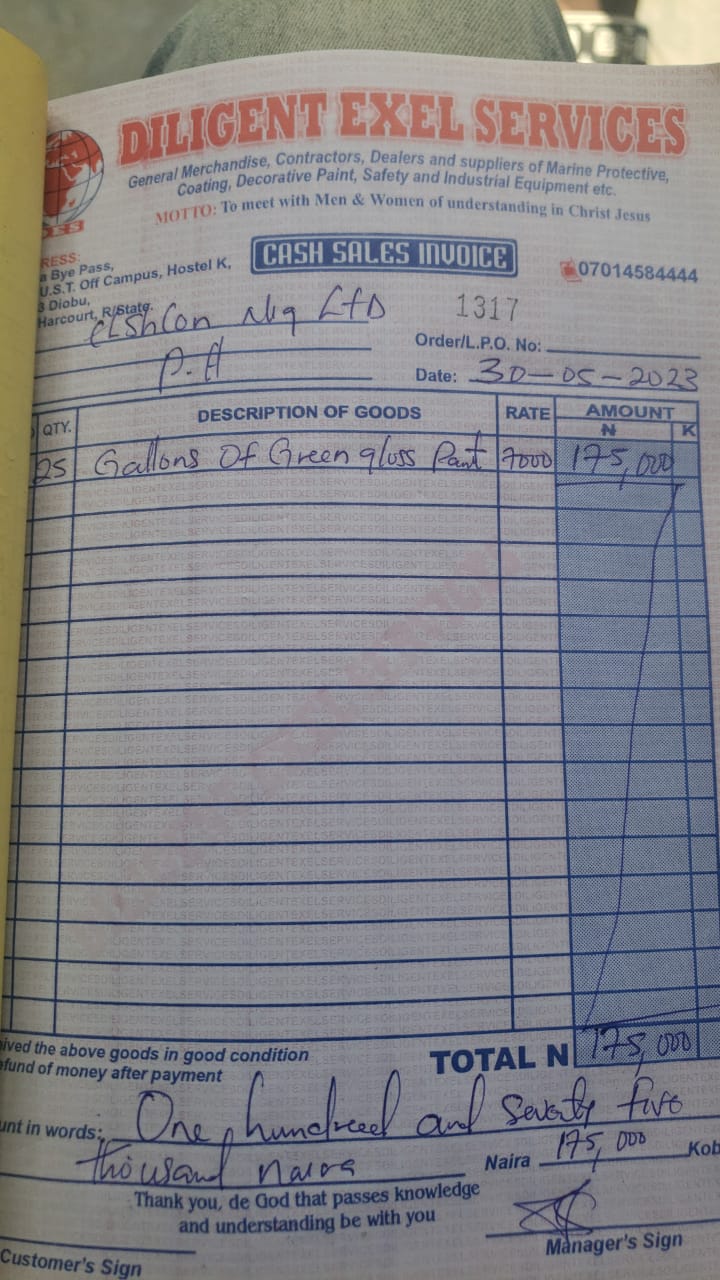 DILIGENT EXEL SERVICES
General Merchandise, Contractors, Dealers and suppliers of Marine Protective,
Coating, Decorative Paint, Safety and Industrial Equipment etc.
MOTTO: To meet with Men & Women of understanding in Christ Jesus
CASH SALES INVOICE
07014584444
RESS:
a Bye Pass,
U.S.T. Off Campus, Hostel K,
3 Diobu,
Harcourt, R/State.
Nig LTD
1317
P.H
Order/L.P.O. No:
Date: 30-05-2023
QTY. DESCRIPTION OF GOODS RATE AMOUNT
N K
25 Gallons Of Green gloss Pant 7000 175,000
ived the above goods in good condition
efund of money after payment
TOTAL N 175,000
unt in words: One hundreed and seventy five
thousand naira
Naira 175,000 Kob
Thank you, de God that passes knowledge
and understanding be with you
Customer's Sign
Manager's Sign